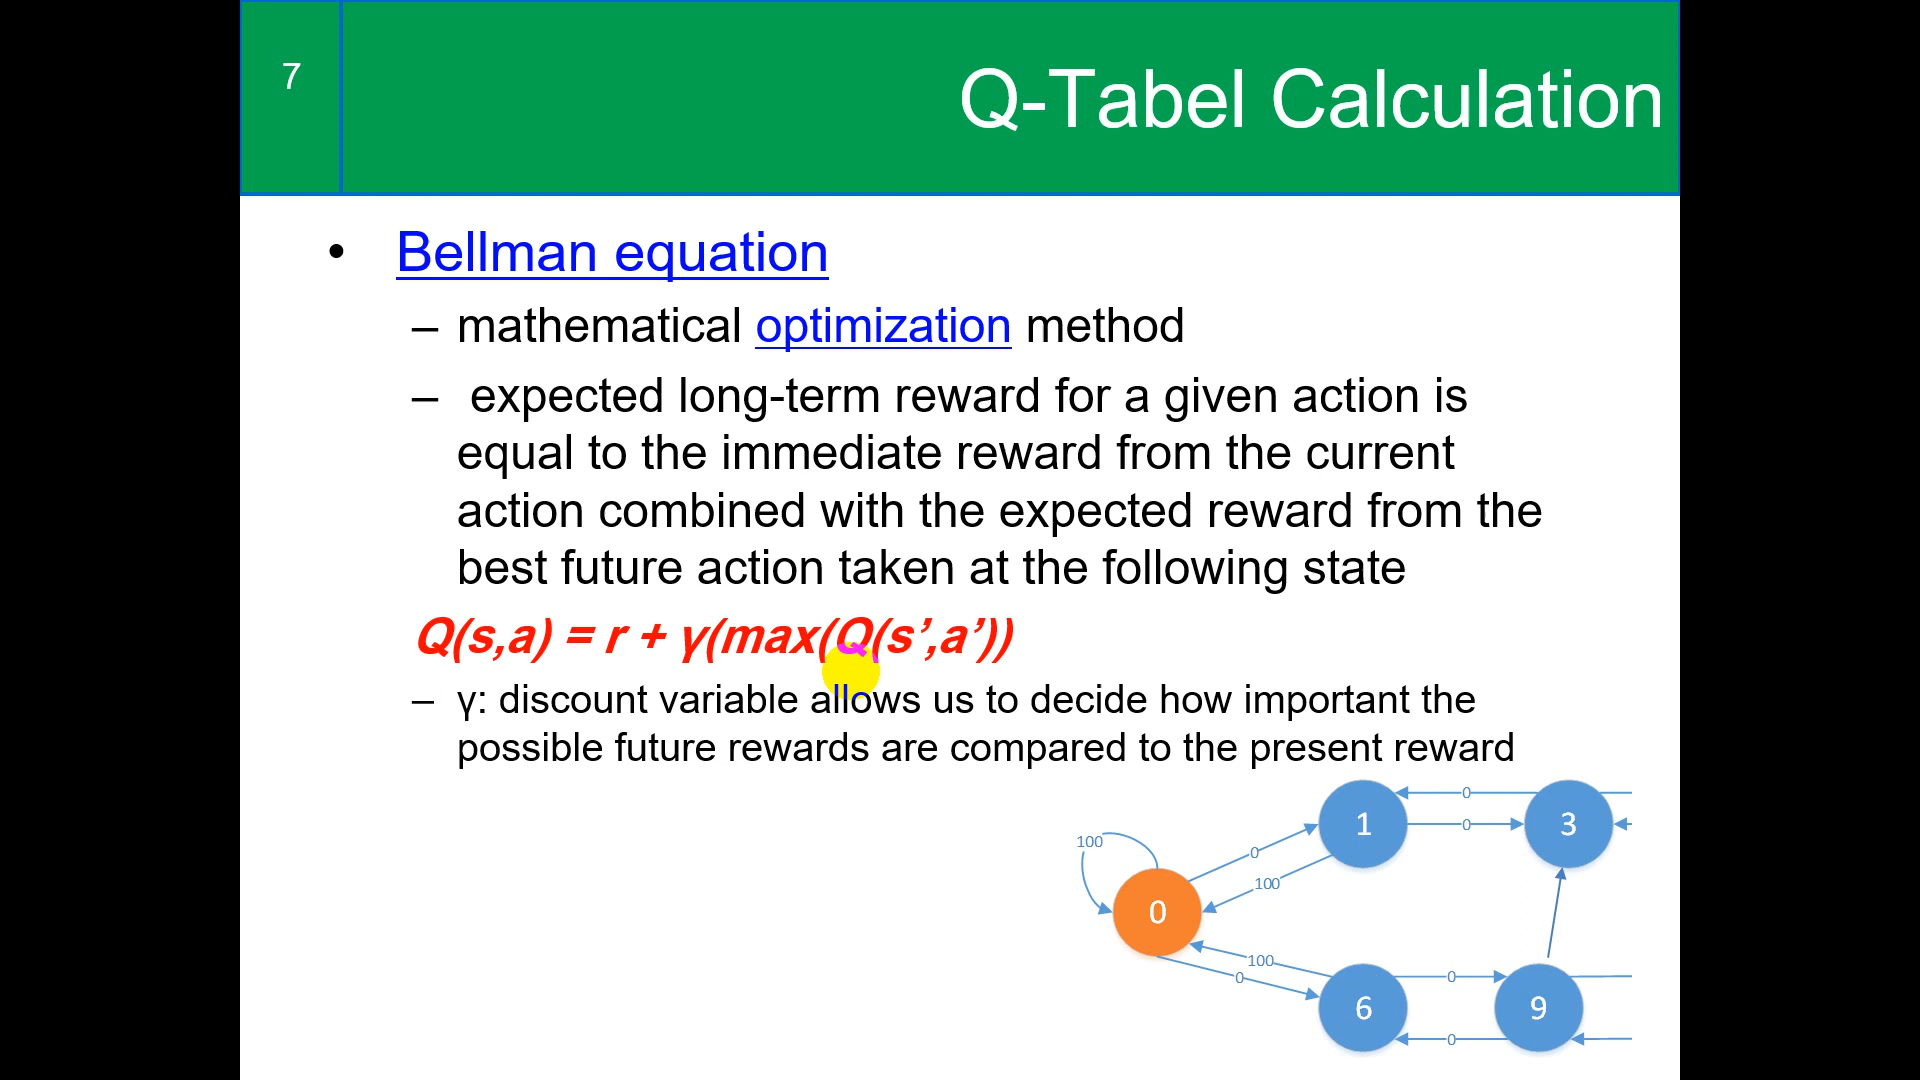 7
Q-Tabel Calculation
• Bellman equation
– mathematical optimization method
– expected long-term reward for a given action is
equal to the immediate reward from the current
action combined with the expected reward from the
best future action taken at the following state
Q(s,a) = r + γ(max(Q(s’,a’))
– γ: discount variable allows us to decide how important the
possible future rewards are compared to the present reward
0
1
3
100
0
0
100
0
100
0
0
6
9
0